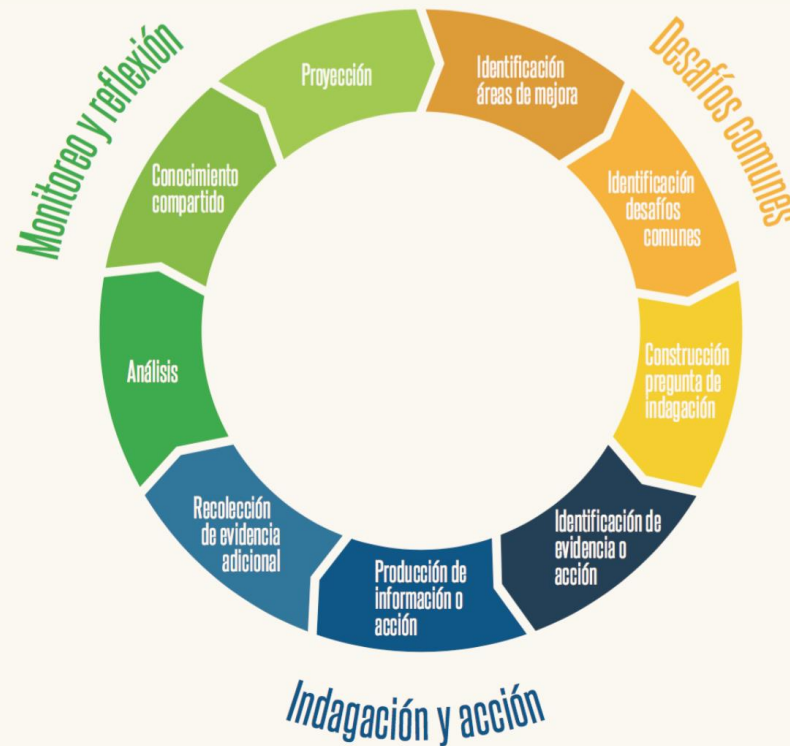 Monitoreo y reflexión
Desafíos comunes
Proyección
Identificación
áreas de mejora
Conocimiento
compartido
Identificación
desafíos
comunes
Análisis
Construcción
pregunta de
indagación
Recolección
de evidencia
adicional
Identificación de
evidencia o
acción
Producción de
información o
acción
Indagación y acción